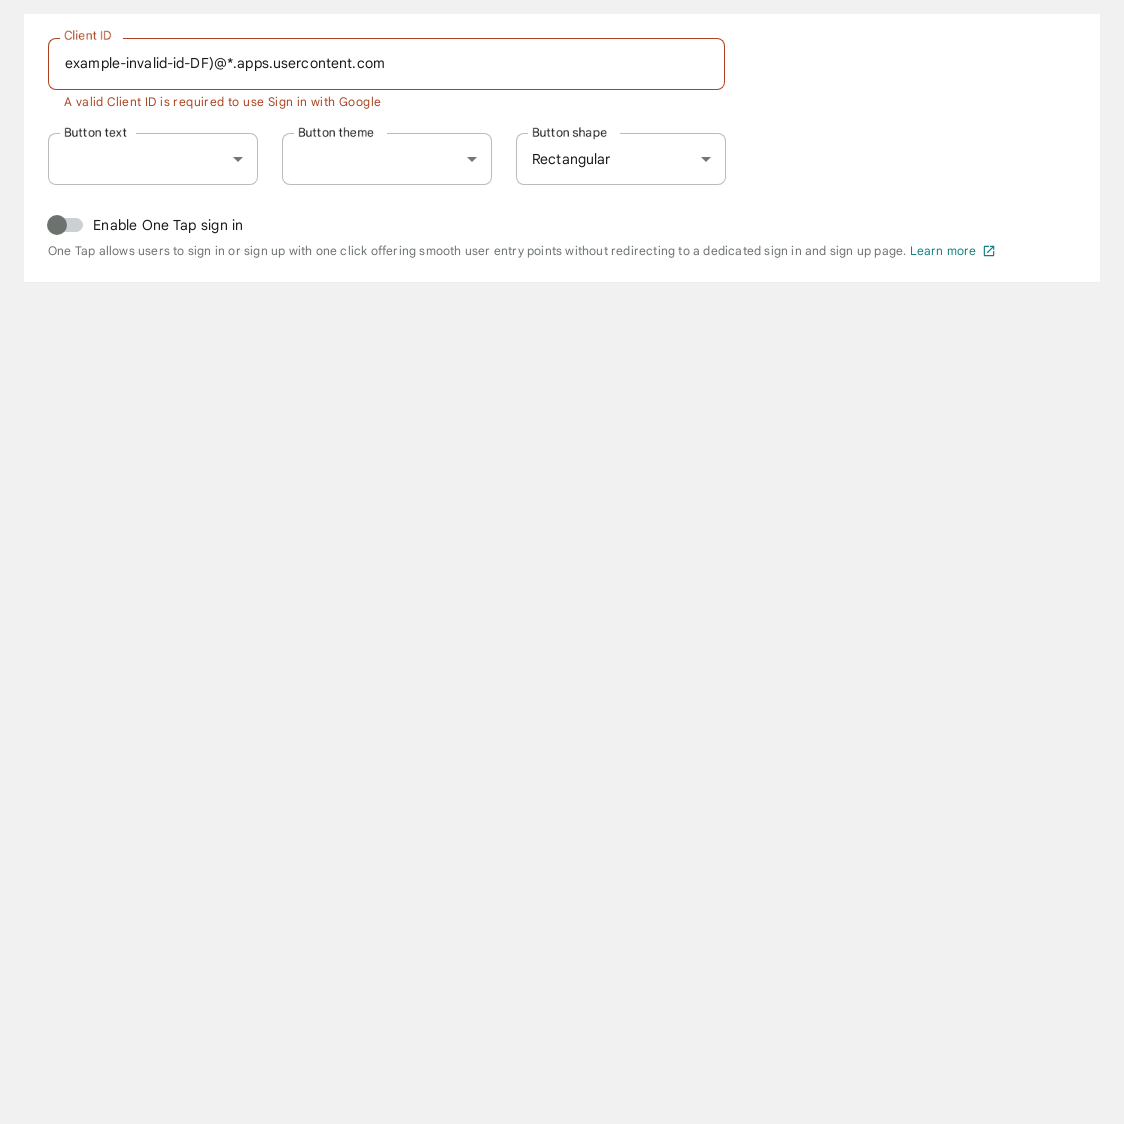 Client ID
example-invalid-id-DF)@*.apps.usercontent.com
A valid Client ID is required to use Sign in with Google
Button text Button theme Button shape
Rectangular
Enable One Tap sign in
One Tap allows users to sign in or sign up with one click offering smooth user entry points without redirecting to a dedicated sign in and sign up page. Learn more